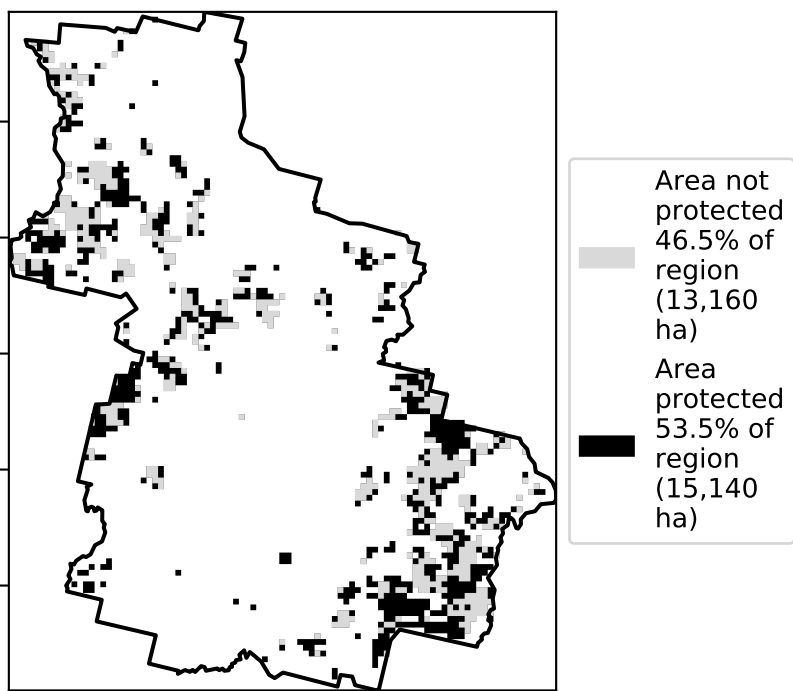 Area not
protected
46.5% of
region
(13,160
ha)
Area
protected
53.5% of
region
(15,140
ha)